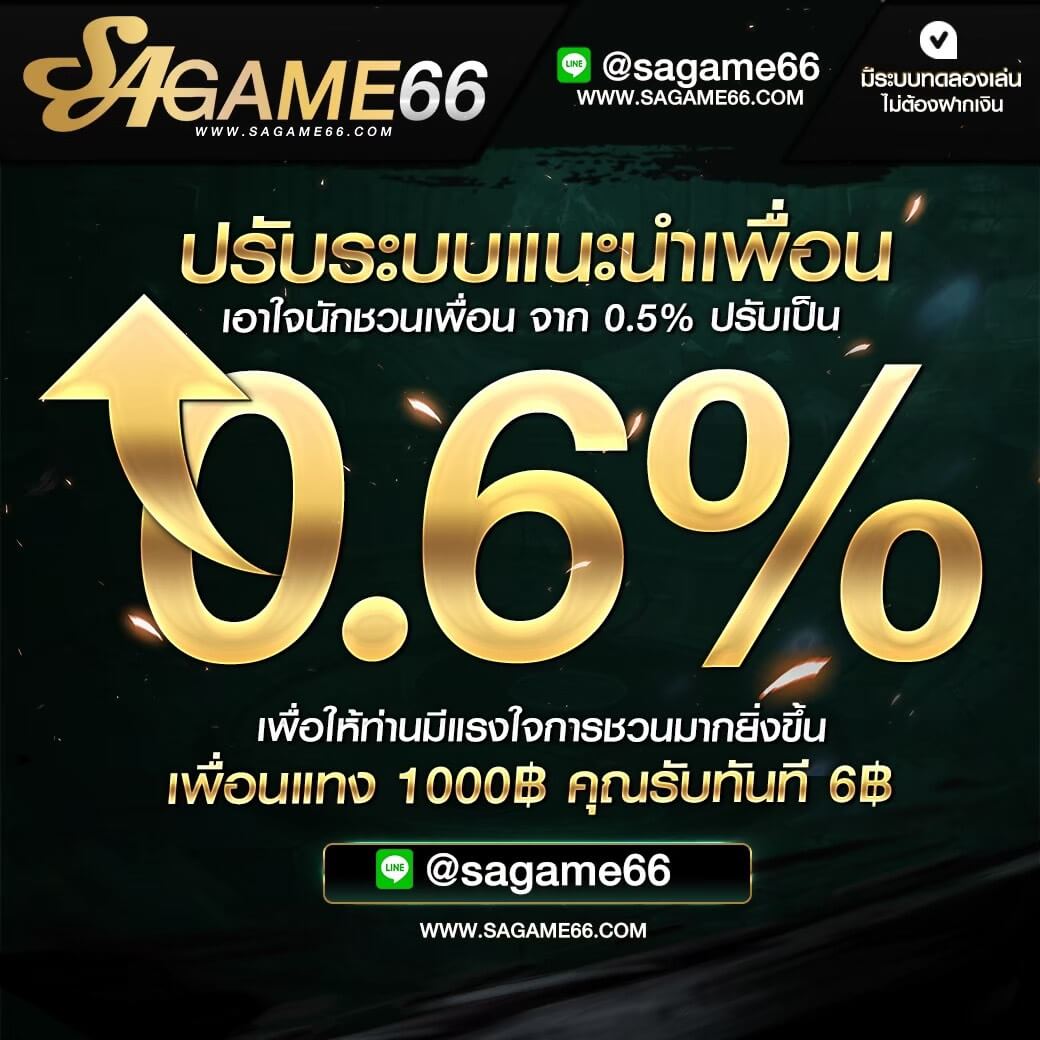 SAGAME66
WWW.SAGAME66.COM
LINE @sagame66
WWW.SAGAME66.COM
มีระบบทดลองเล่น
ไม่ต้องฝากเงิน
ปรับระบบแนะนำเพื่อน
เอาใจนักชวนเพื่อน จาก 0.5% ปรับเป็น
0.6%
เพื่อให้ท่านมีแรงใจการชวนมากยิ่งขึ้น
เพื่อนแทง 1000฿ คุณรับทันที 6฿
LINE @sagame66
WWW.SAGAME66.COM